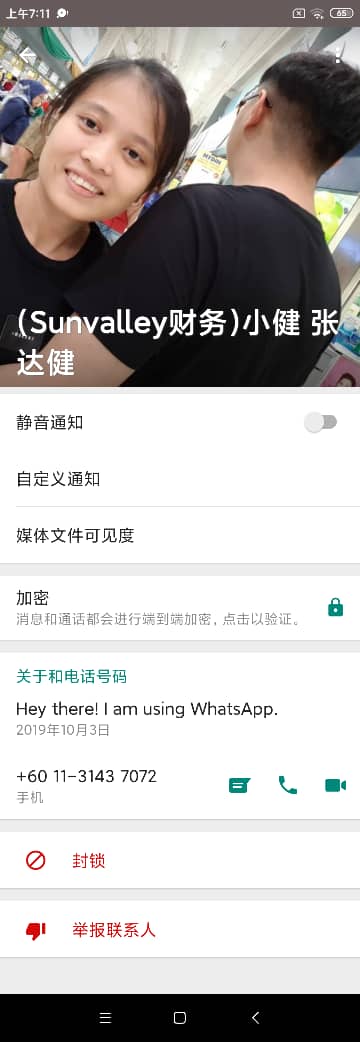 上午7:11
65
(Sunvalley财务)小健 张
达健
静音通知
自定义通知
媒体文件可见度
加密
消息和通话都会进行端到端加密，点击以验证。
关于和电话号码
Hey there! I am using WhatsApp.
2019年10月3日
+60 11-3143 7072
手机
封锁
举报联系人